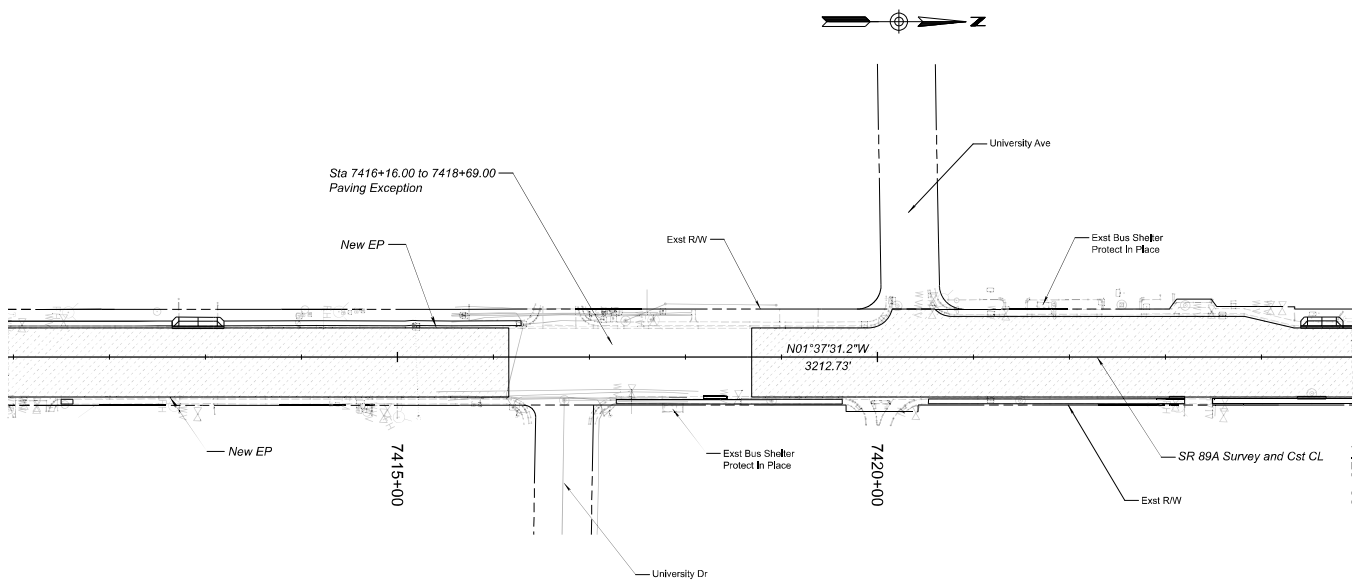 N
University Ave
Sta 7416+16.00 to 7418+69.00
Paving Exception
New EP
Exst R/W
Exst Bus Shelter
Protect In Place
N01°37'31.2"W
3212.73'
New EP
7415+00
Exst Bus Shelter
Protect In Place
7420+00
SR 89A Survey and Cst CL
Exst R/W
University Dr